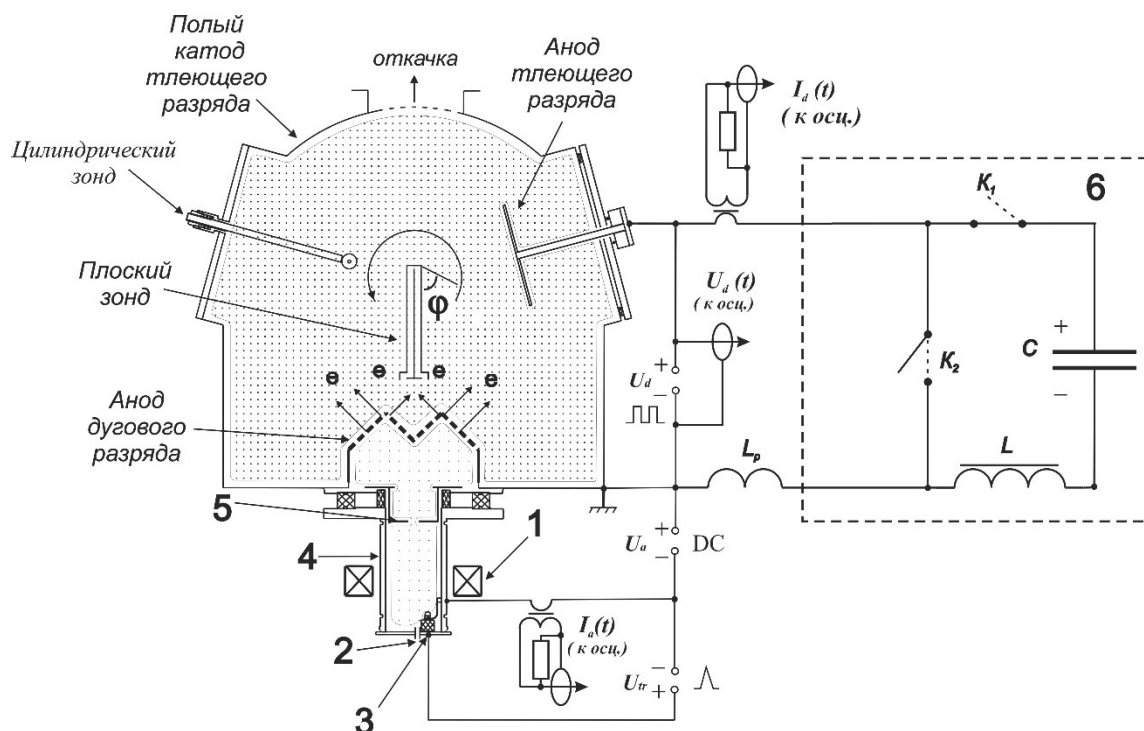 Полый
катод
тлеющего
разряда
откачка
Анод
тлеющего
разряда
I_d(t)
( к осц.)
Цилиндрический
зонд
K_1
6
Плоский
зонд
φ
U_d(t)
( к осц.)
+
U_d
–
K_2
+
C
–
e e e e
Анод
дугового
разряда
L_p
L
5
4
1
+
U_a
–
DC
I_a(t)
( к осц.)
2
3
–
U_tr
+